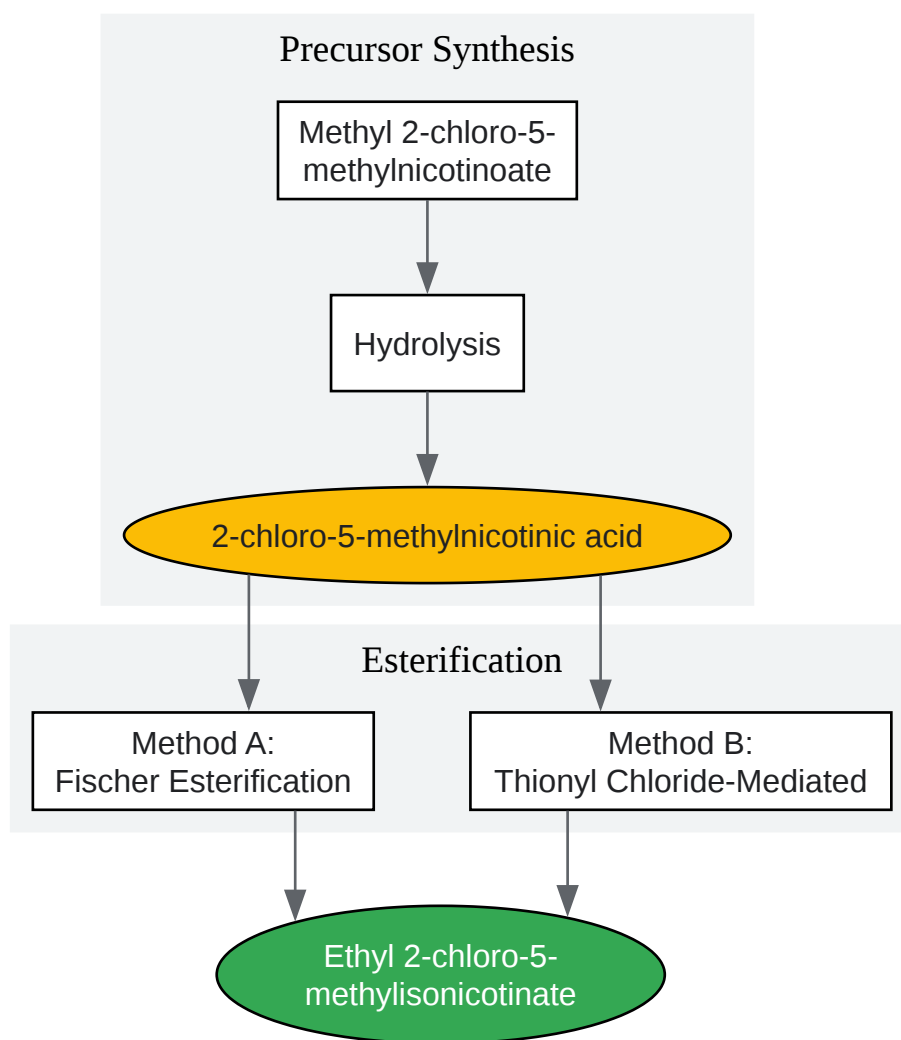 Precursor Synthesis
Methyl 2-chloro-5-
methylnicotinoate
Hydrolysis
2-chloro-5-methylnicotinic acid
Esterification
Method A:
Fischer Esterification
Method B:
Thionyl Chloride-Mediated
Ethyl 2-chloro-5-
methylisonicotinate